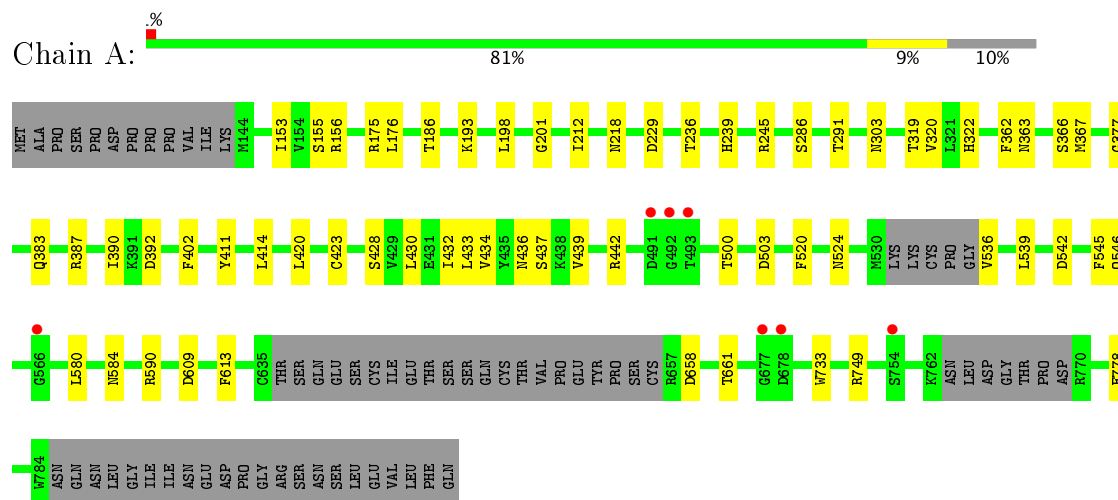 .%
Chain A:
81% 9% 10%
MET ALA PRO SER PRO ASP PRO PRO PRO VAL ILE LYS M144 I153 V154 S155 R156 R175 L176 T186 K193 L198 G201 I212 N218 D229 T236 H239 R245 S286 T291 N303 T319 V320 L321 H322 F362 N363 S366 M367
Q383 R387 I390 K391 D392 F402 Y411 L414 L420 C423 S428 V429 L430 E431 I432 L433 V434 Y435 N436 S437 K438 V439 R442 D491 G492 T493 T500 D503 F520 N524 M530 LYS LYS CYS PRO GLY V536 L539 D542 F545
G566 L580 N584 R590 D609 F613 C635 THR SER GLN GLU SER CYS ILE GLU THR SER SER GLN CYS THR VAL PRO GLU TYR PRO SER CYS R657 D658 T661 G677 D678 W733 R749 S754 K762 ASN LEU ASP GLY THR PRO ASP R770
W784 ASN GLN ASN LEU GLY ILE ILE ASN GLU ASP PRO GLY ARG SER ASN SER LEU GLU VAL LEU PHE GLN